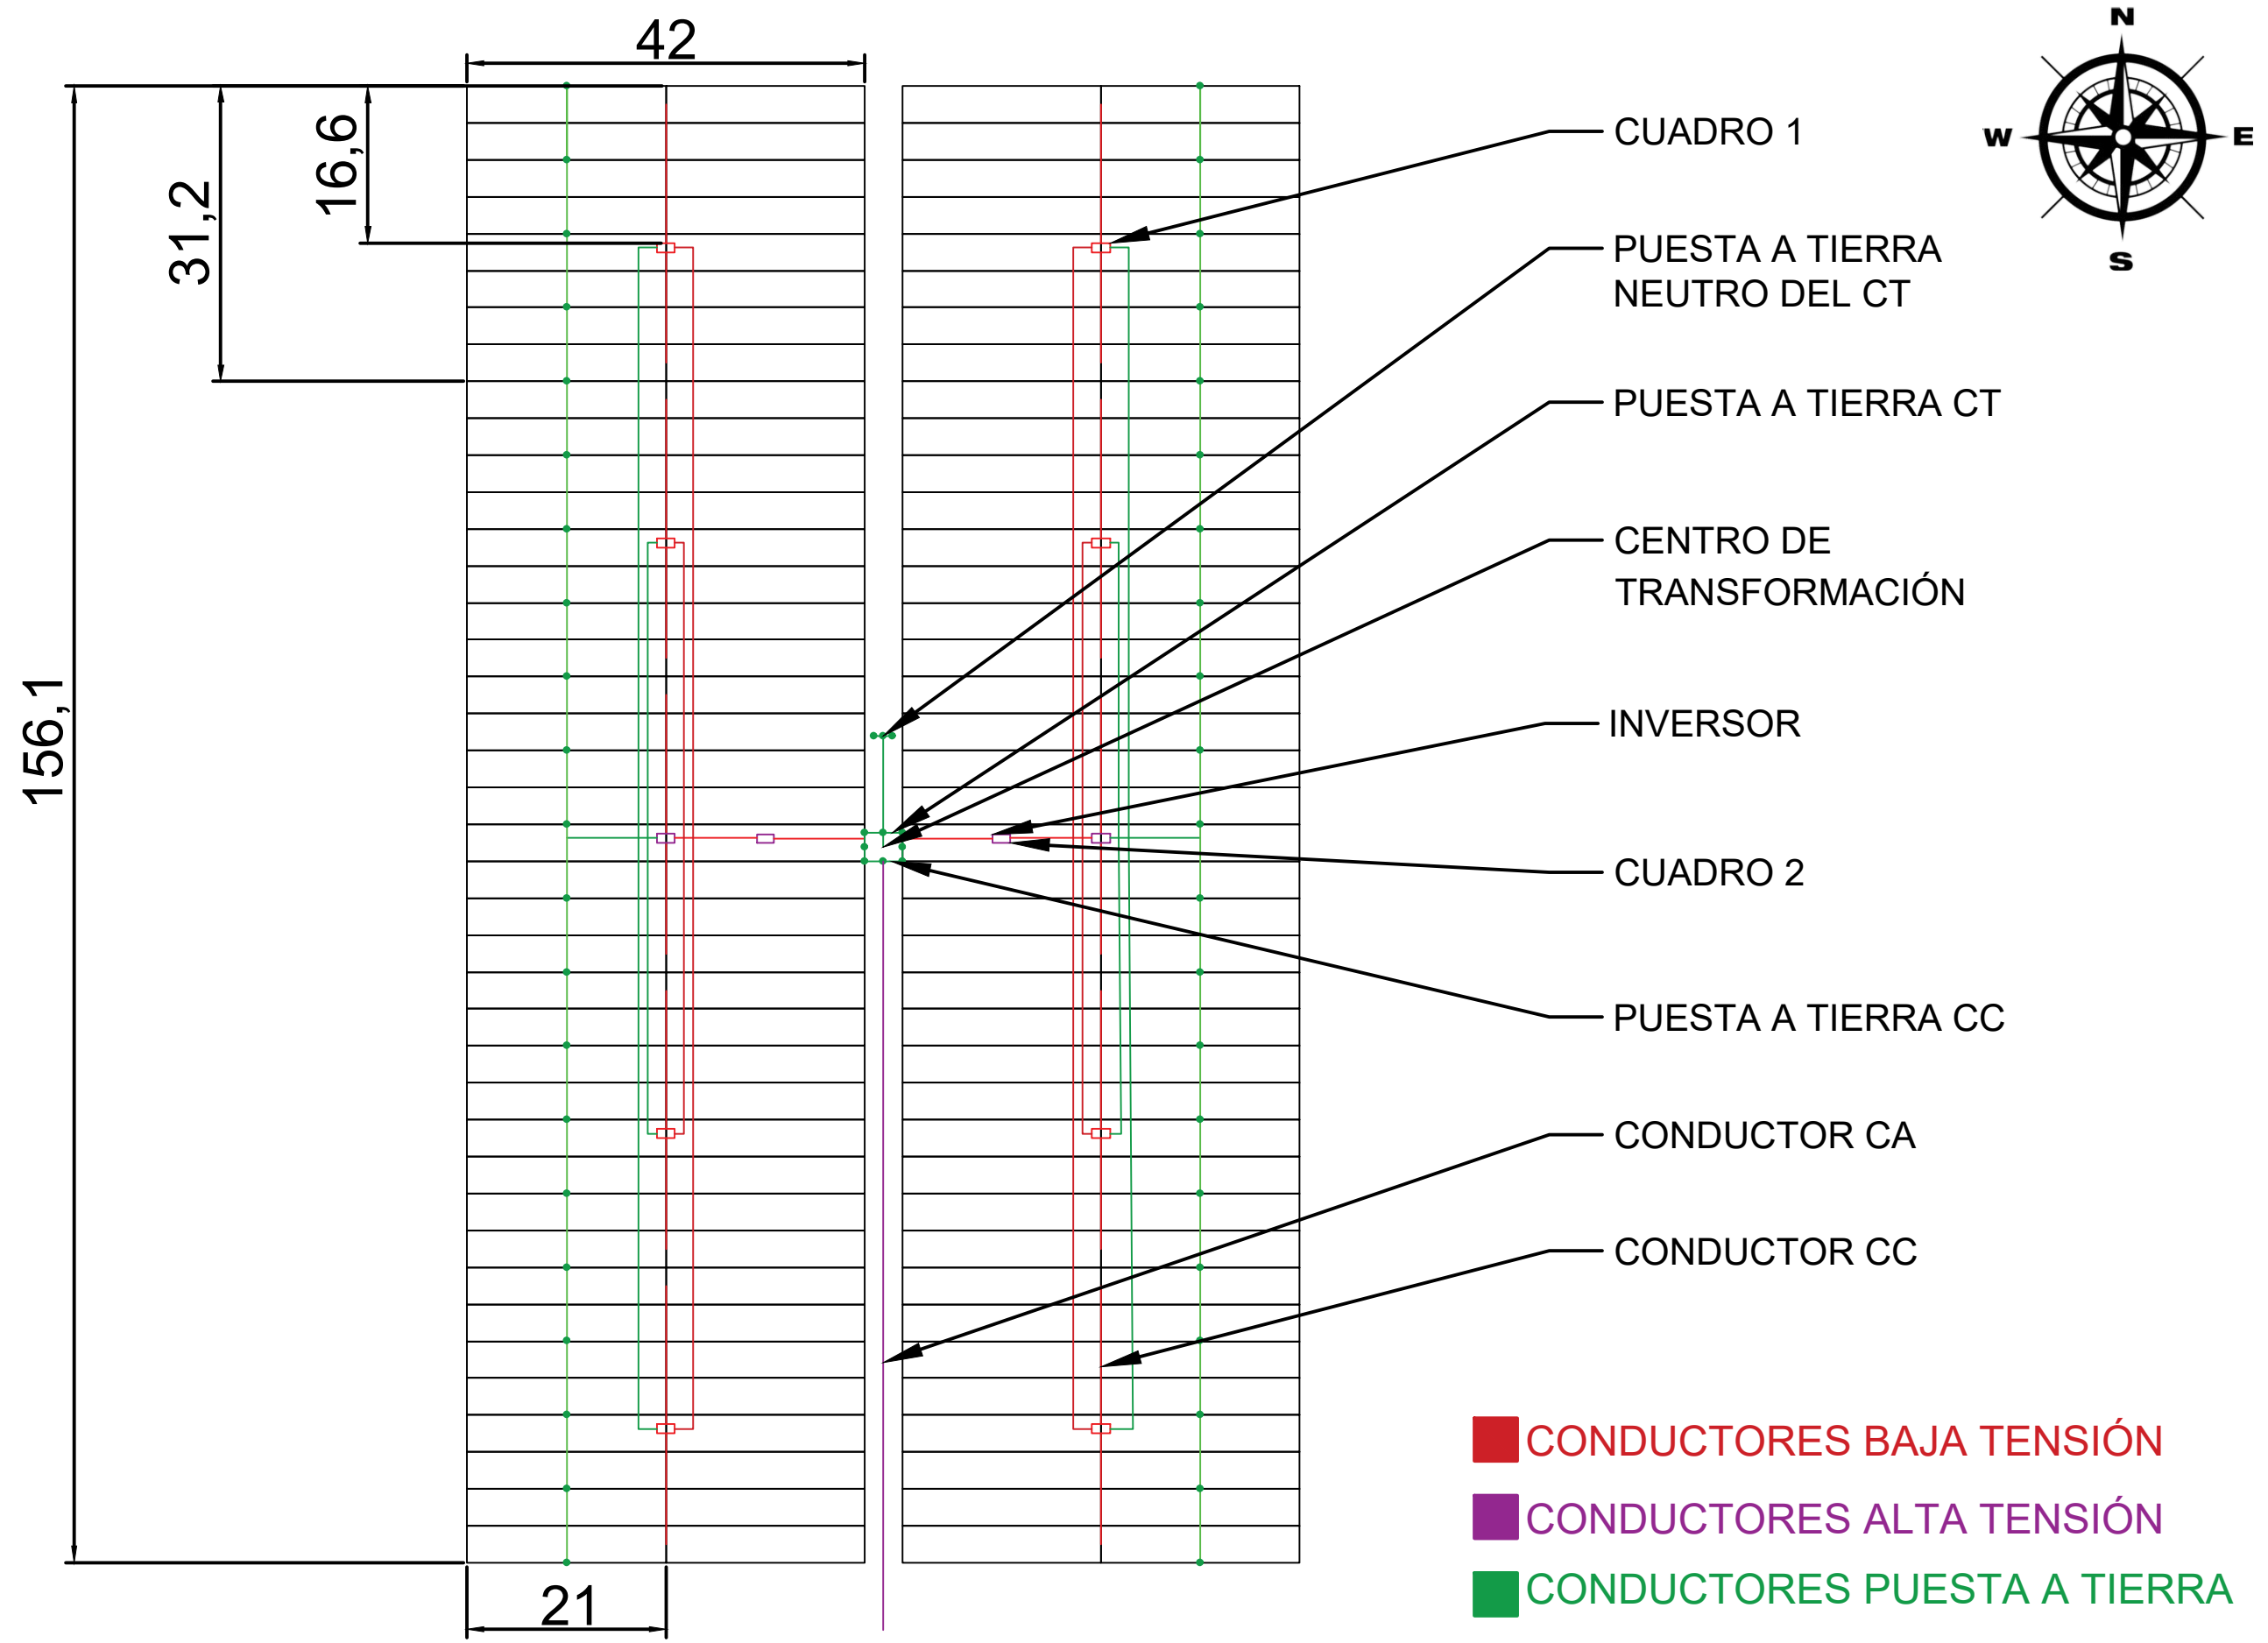 42
N
W
E
S
16,6
31,2
156,1
21
CUADRO 1
PUESTA A TIERRA
NEUTRO DEL CT
PUESTA A TIERRA CT
CENTRO DE
TRANSFORMACIÓN
INVERSOR
CUADRO 2
PUESTA A TIERRA CC
CONDUCTOR CA
CONDUCTOR CC
CONDUCTORES BAJA TENSIÓN
CONDUCTORES ALTA TENSIÓN
CONDUCTORES PUESTA A TIERRA